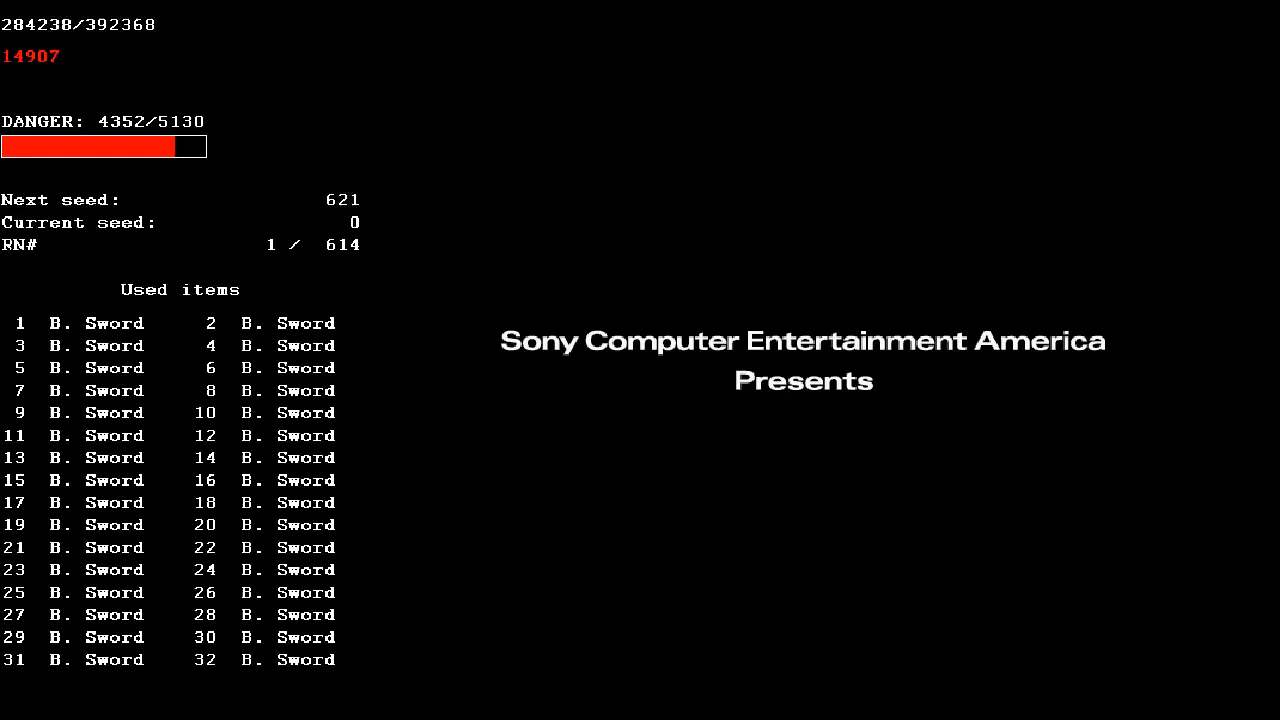 284238/392368
14907
DANGER: 4352/5130
Next seed: 621
Current seed: 0
RN# 1 / 614
Used items
1 B. Sword 2 B. Sword
3 B. Sword 4 B. Sword
5 B. Sword 6 B. Sword
7 B. Sword 8 B. Sword
9 B. Sword 10 B. Sword
11 B. Sword 12 B. Sword
13 B. Sword 14 B. Sword
15 B. Sword 16 B. Sword
17 B. Sword 18 B. Sword
19 B. Sword 20 B. Sword
21 B. Sword 22 B. Sword
23 B. Sword 24 B. Sword
25 B. Sword 26 B. Sword
27 B. Sword 28 B. Sword
29 B. Sword 30 B. Sword
31 B. Sword 32 B. Sword
Sony Computer Entertainment America
Presents